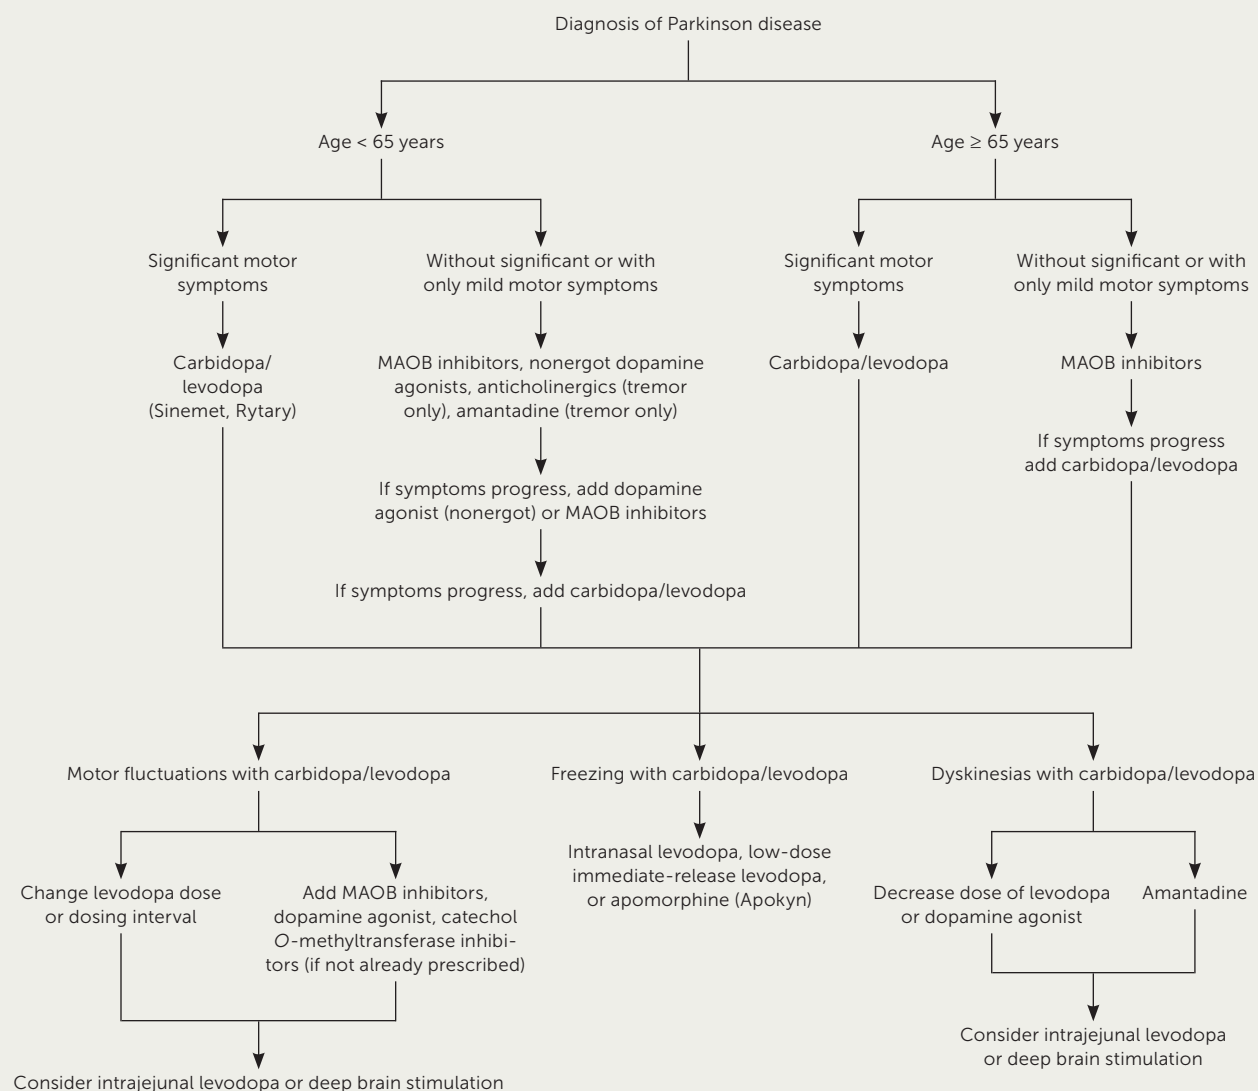 Diagnosis of Parkinson disease
Age < 65 years
Age ≥ 65 years
Significant motor
symptoms
Without significant or with
only mild motor symptoms
Significant motor
symptoms
Without significant or with
only mild motor symptoms
Carbidopa/
levodopa
(Sinemet, Rytary)
MAOB inhibitors, nonergot dopamine
agonists, anticholinergics (tremor
only), amantadine (tremor only)
Carbidopa/levodopa
MAOB inhibitors
If symptoms progress
add carbidopa/levodopa
If symptoms progress, add dopamine
agonist (nonergot) or MAOB inhibitors
If symptoms progress, add carbidopa/levodopa
Motor fluctuations with carbidopa/levodopa
Freezing with carbidopa/levodopa
Dyskinesias with carbidopa/levodopa
Change levodopa dose
or dosing interval
Add MAOB inhibitors,
dopamine agonist, catechol
O-methyltransferase inhibi-
tors (if not already prescribed)
Intranasal levodopa, low-dose
immediate-release levodopa,
or apomorphine (Apokyn)
Decrease dose of levodopa
or dopamine agonist
Amantadine
Consider intrajejunal levodopa
or deep brain stimulation
Consider intrajejunal levodopa or deep brain stimulation